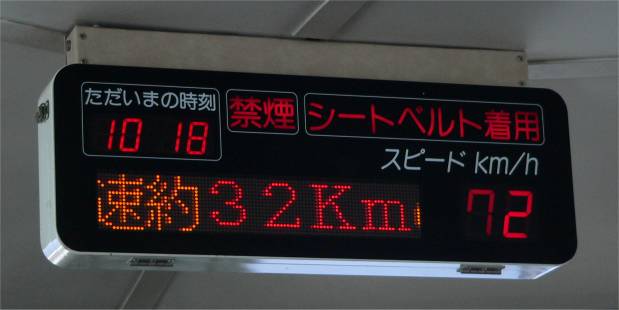 ただいまの時刻
10 18
禁煙
シートベルト着用
スピード km/h
速約32Km
72